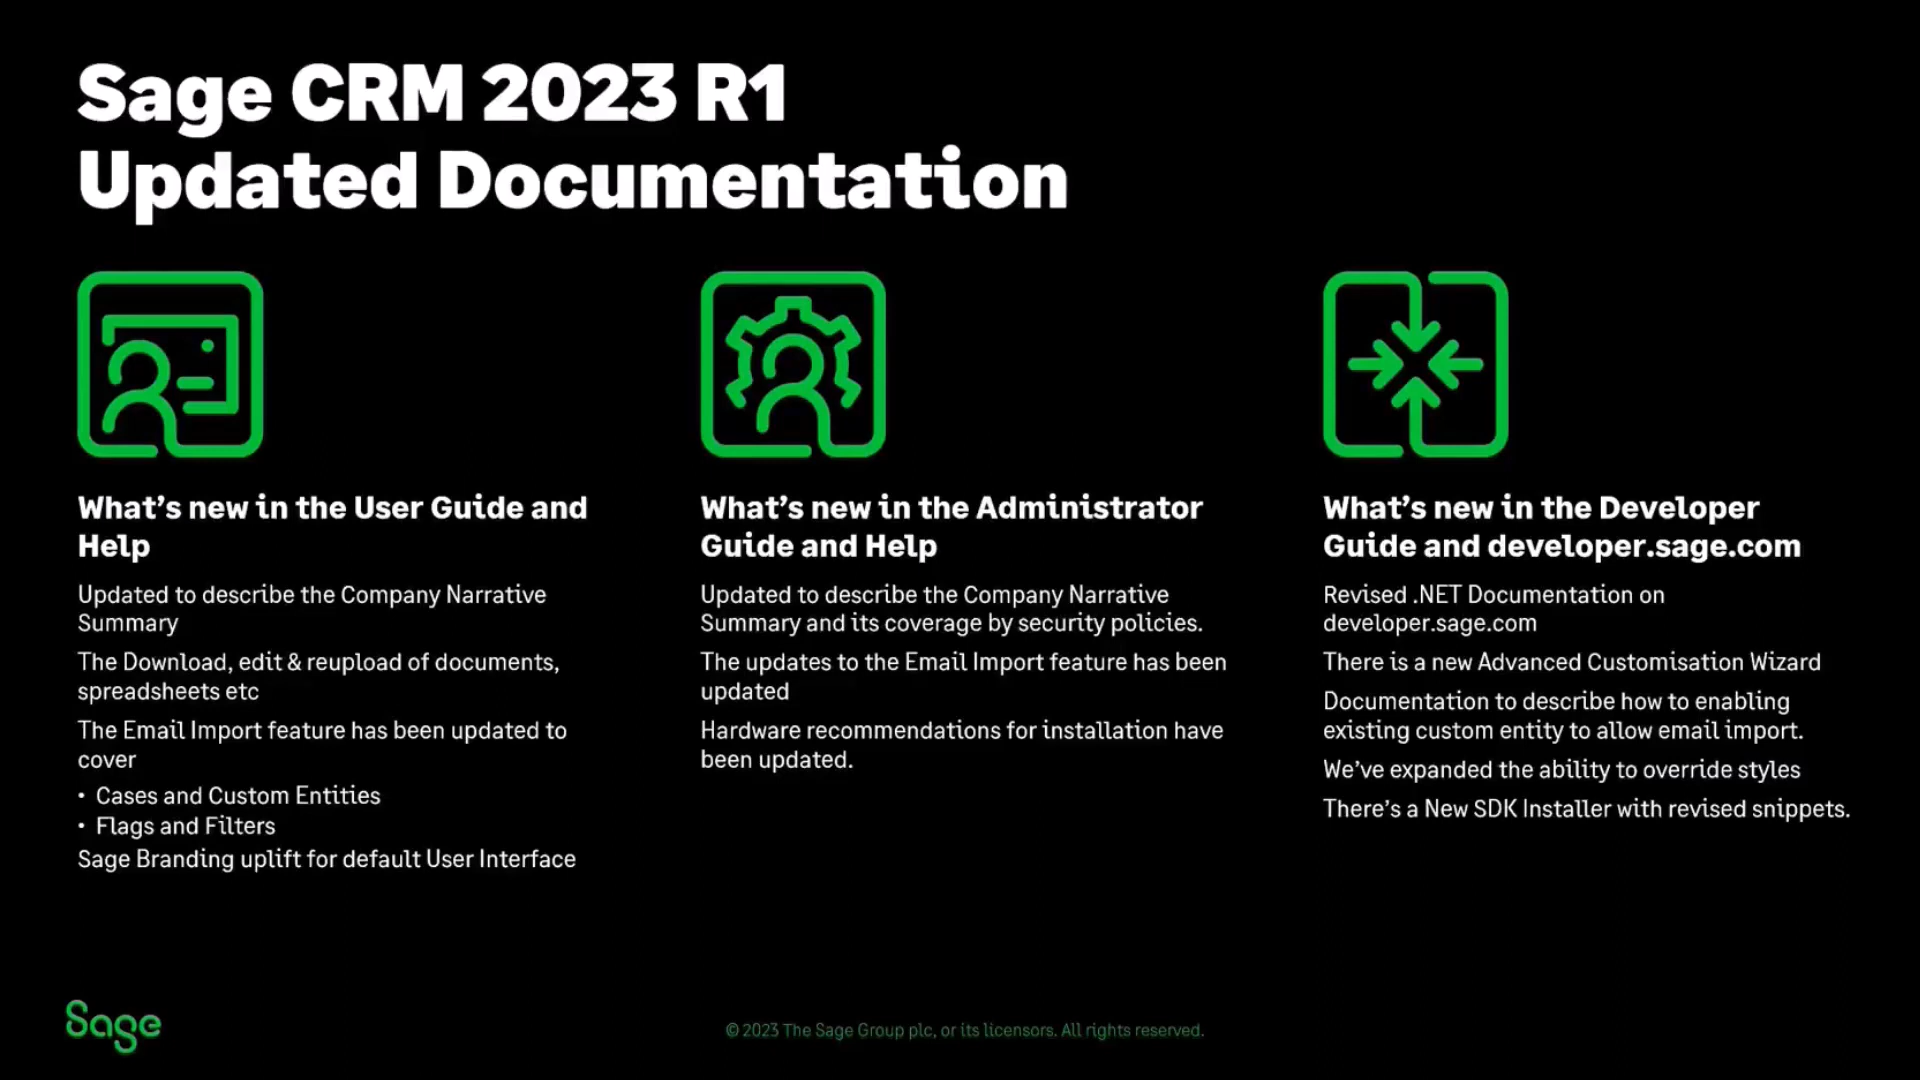 Sage CRM 2023 R1
Updated Documentation
What's new in the User Guide and
Help
Updated to describe the Company Narrative
Summary
The Download, edit & reupload of documents,
spreadsheets etc
The Email Import feature has been updated to
cover
• Cases and Custom Entities
• Flags and Filters
Sage Branding uplift for default User Interface
What's new in the Administrator
Guide and Help
Updated to describe the Company Narrative
Summary and its coverage by security policies.
The updates to the Email Import feature has been
updated
Hardware recommendations for installation have
been updated.
What's new in the Developer
Guide and developer.sage.com
Revised .NET Documentation on
developer.sage.com
There is a new Advanced Customisation Wizard
Documentation to describe how to enabling
existing custom entity to allow email import.
We've expanded the ability to override styles
There's a New SDK Installer with revised snippets.
Sage
© 2023 The Sage Group plc, or its licensors. All rights reserved.